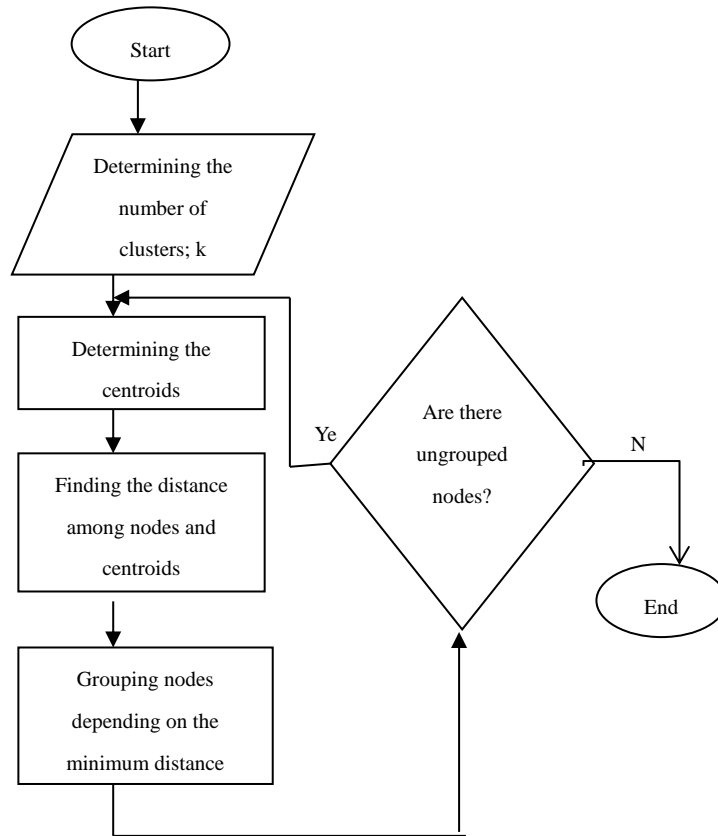 Start
Determining the
number of
clusters; k
Determining the
centroids
Finding the distance
among nodes and
centroids
Grouping nodes
depending on the
minimum distance
Are there
ungrouped
nodes?
Ye
N
End